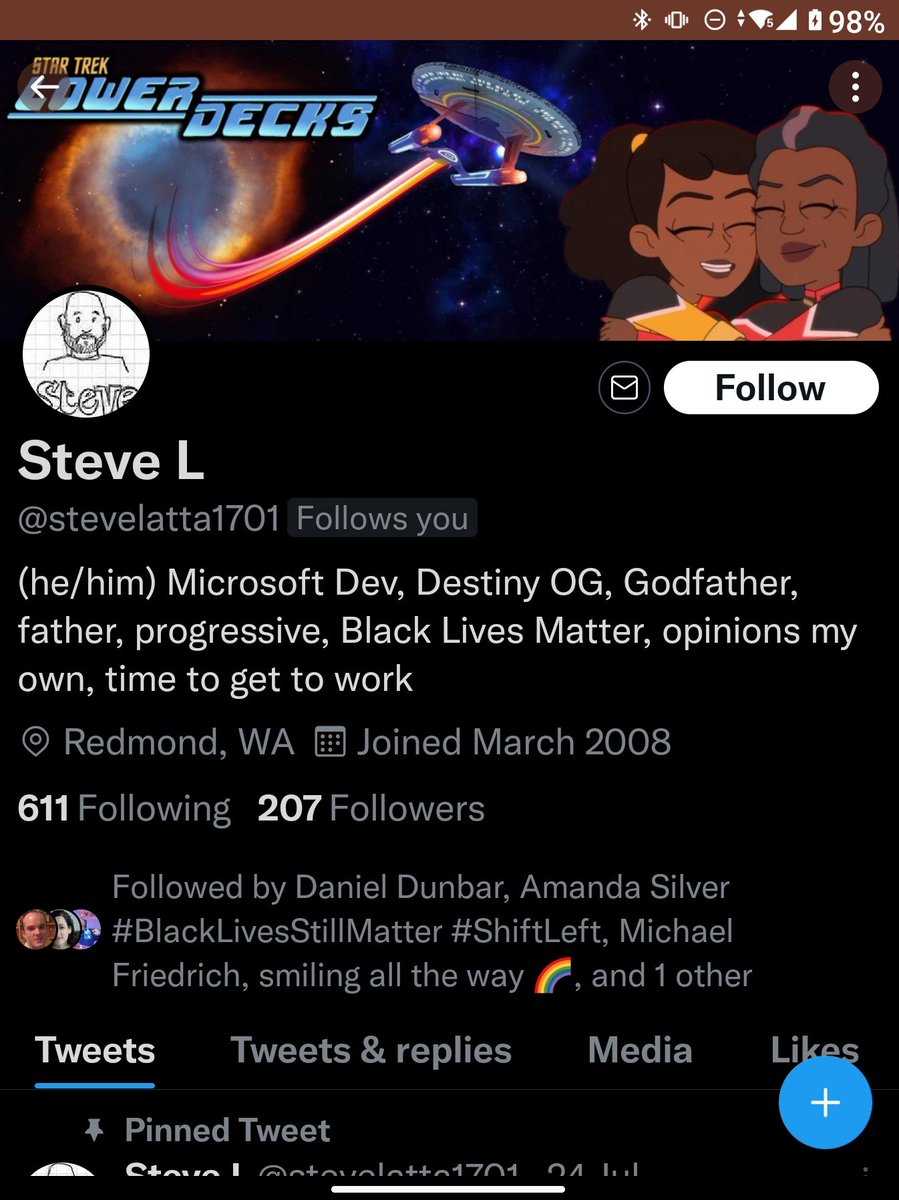 98%
STAR TREK
LOWER
DECKS
Steve
Follow
Steve L
@stevelatta1701 Follows you
(he/him) Microsoft Dev, Destiny OG, Godfather,
father, progressive, Black Lives Matter, opinions my
own, time to get to work
Redmond, WA Joined March 2008
611 Following 207 Followers
Followed by Daniel Dunbar, Amanda Silver
#BlackLivesStillMatter #ShiftLeft, Michael
Friedrich, smiling all the way 🌈, and 1 other
Tweets Tweets & replies Media Likes
Pinned Tweet
Steve L @stevelatta1701 24 Jul